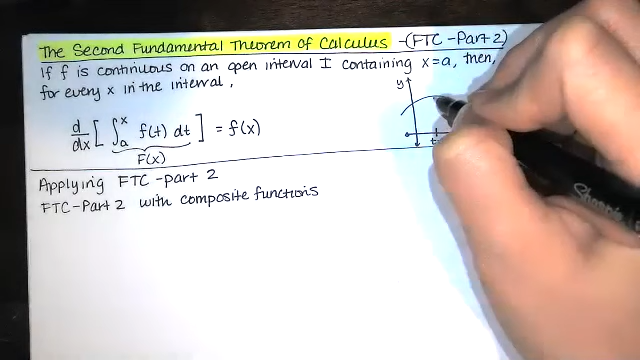 The Second Fundamental Theorem of Calculus -(FTC-Part 2)
If f is continuous on an open interval I containing x=a, then,
for every x in the interval,
y
d/dx [ ∫_a^x f(t) dt ] = f(x)
F(x)
Applying FTC-part 2
FTC-Part 2 with composite functions
Sharpie